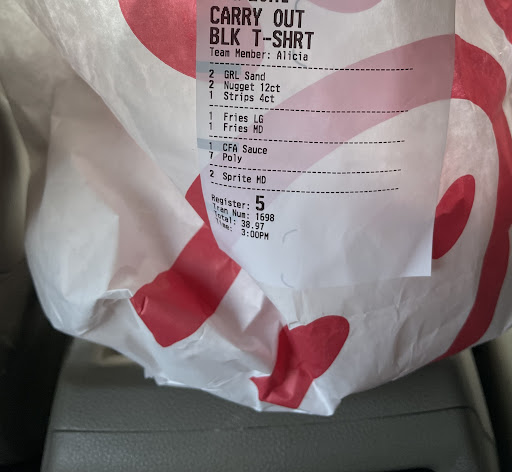 CARRY OUT
BLK T-SHRT
Team Member: Alicia
2 GRL Sand
2 Nugget 12ct
1 Strips 4ct
1 Fries LG
1 Fries MD
1 CFA Sauce
7 Poly
2 Sprite MD
Register: 5
Tran Num: 1698
Total: 38.97
Time: 3:00PM